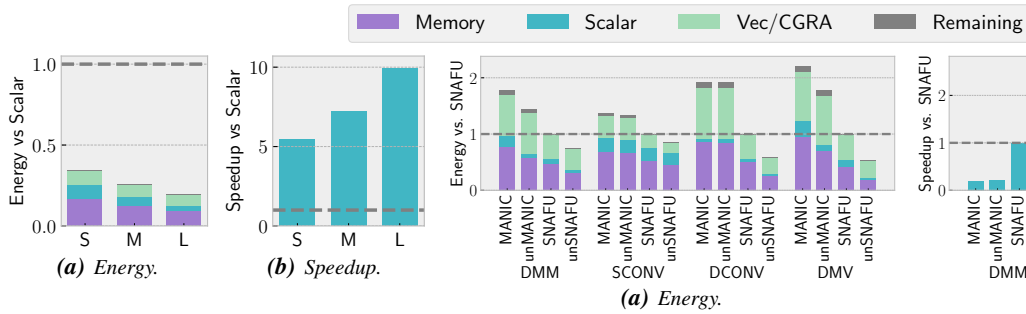 Memory Scalar Vec/CGRA Remaining
Energy vs Scalar
1.0
0.5
0.0
S M L
(a) Energy.
Speedup vs Scalar
10
5
0
S M L
(b) Speedup.
Energy vs. SNAFU
2
1
0
MANIC unMANIC SNAFU unSNAFU MANIC unMANIC SNAFU unSNAFU MANIC unMANIC SNAFU unSNAFU MANIC unMANIC SNAFU unSNAFU
DMM SCONV DCONV DMV
(a) Energy.
Speedup vs. SNAFU
2
1
0
MANIC unMANIC SNAFU
DMM